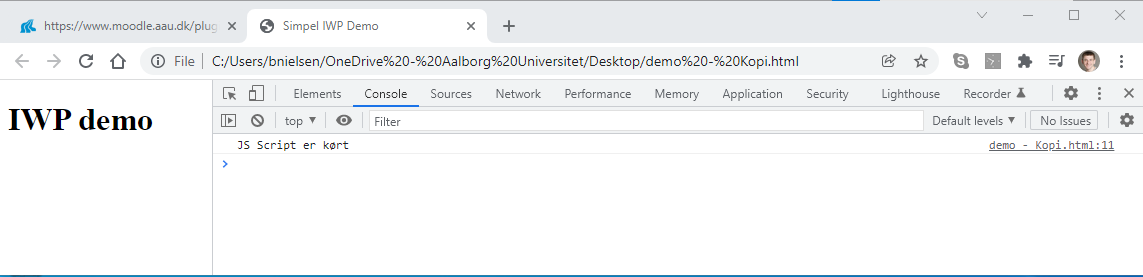 https://www.moodle.aau.dk/plug
Simpel IWP Demo
File
C:/Users/bnielsen/OneDrive%20-%20Aalborg%20Universitet/Desktop/demo%20-%20Kopi.html
IWP demo
Elements Console Sources Network Performance Memory Application Security Lighthouse Recorder
top Filter Default levels No Issues
JS Script er kørt demo - Kopi.html:11